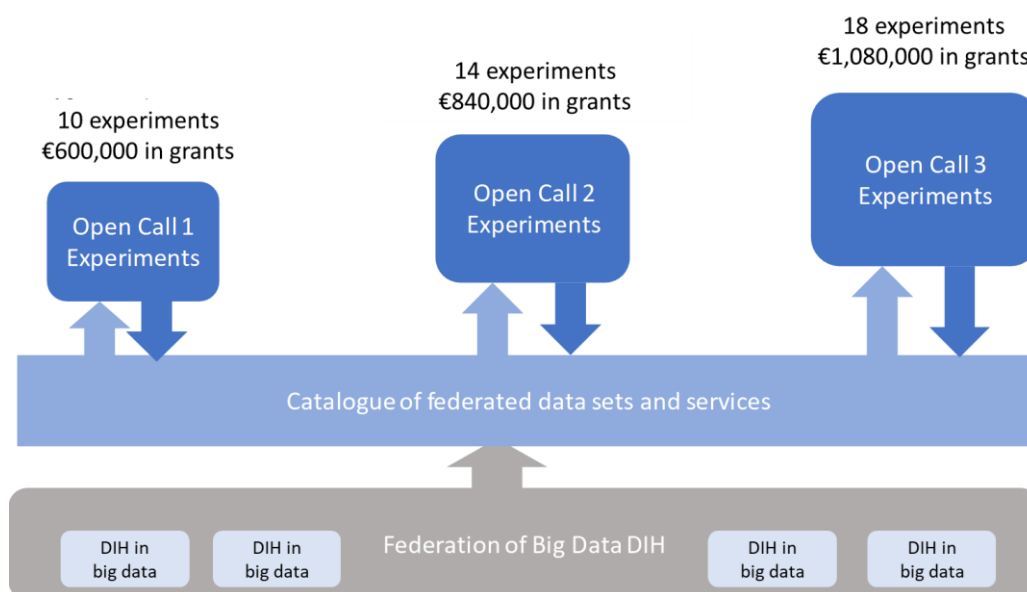 18 experiments
€1,080,000 in grants
14 experiments
€840,000 in grants
10 experiments
€600,000 in grants
Open Call 1
Experiments
Open Call 2
Experiments
Open Call 3
Experiments
Catalogue of federated data sets and services
Federation of Big Data DIH
DIH in
big data
DIH in
big data
DIH in
big data
DIH in
big data